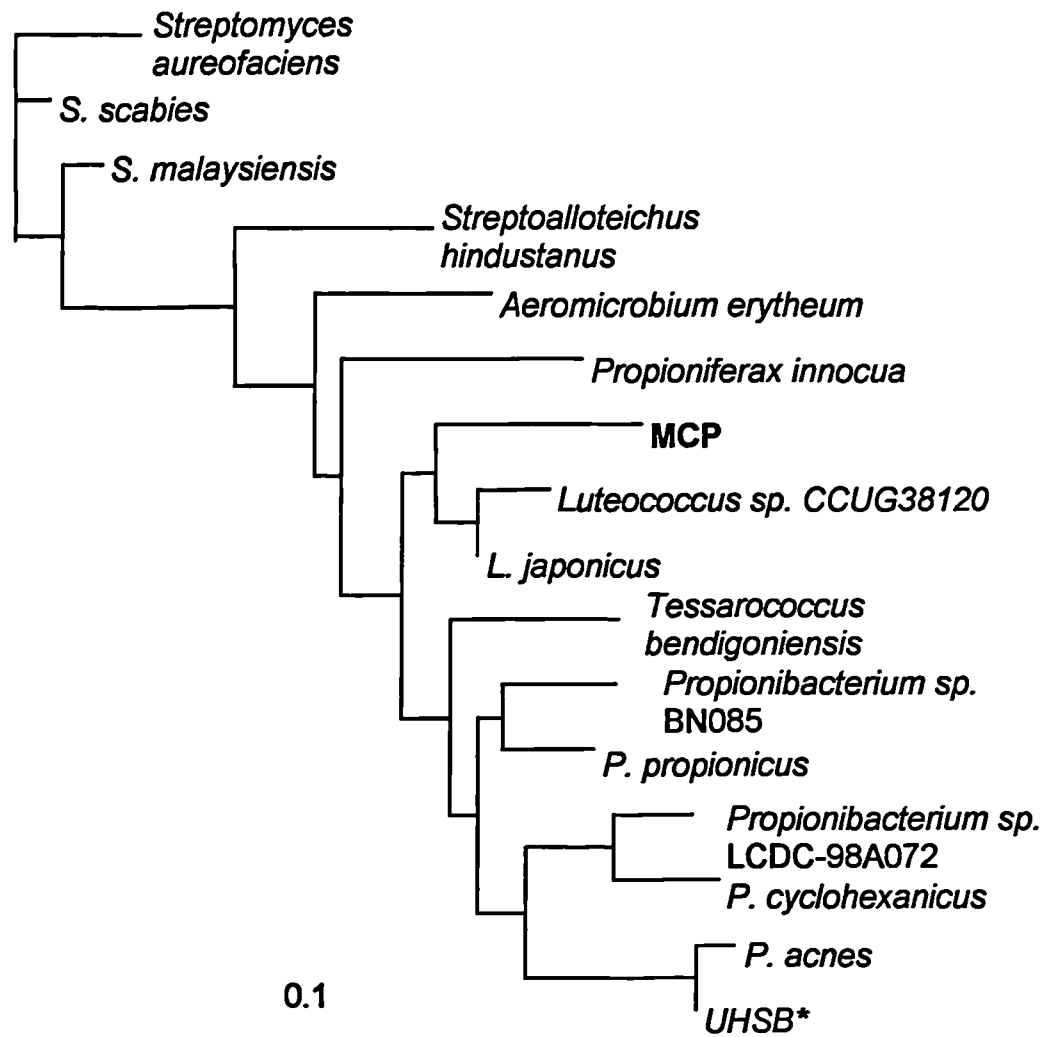 Streptomyces
aureofaciens
S. scabies
S. malaysiensis
Streptoalloteichus
hindustanus
Aeromicrobium erytheum
Propioniferax innocua
MCP
Luteococcus sp. CCUG38120
L. japonicus
Tessarococcus
bendigoniensis
Propionibacterium sp.
BN085
P. propionicus
Propionibacterium sp.
LCDC-98A072
P. cyclohexanicus
P. acnes
0.1
UHSB*